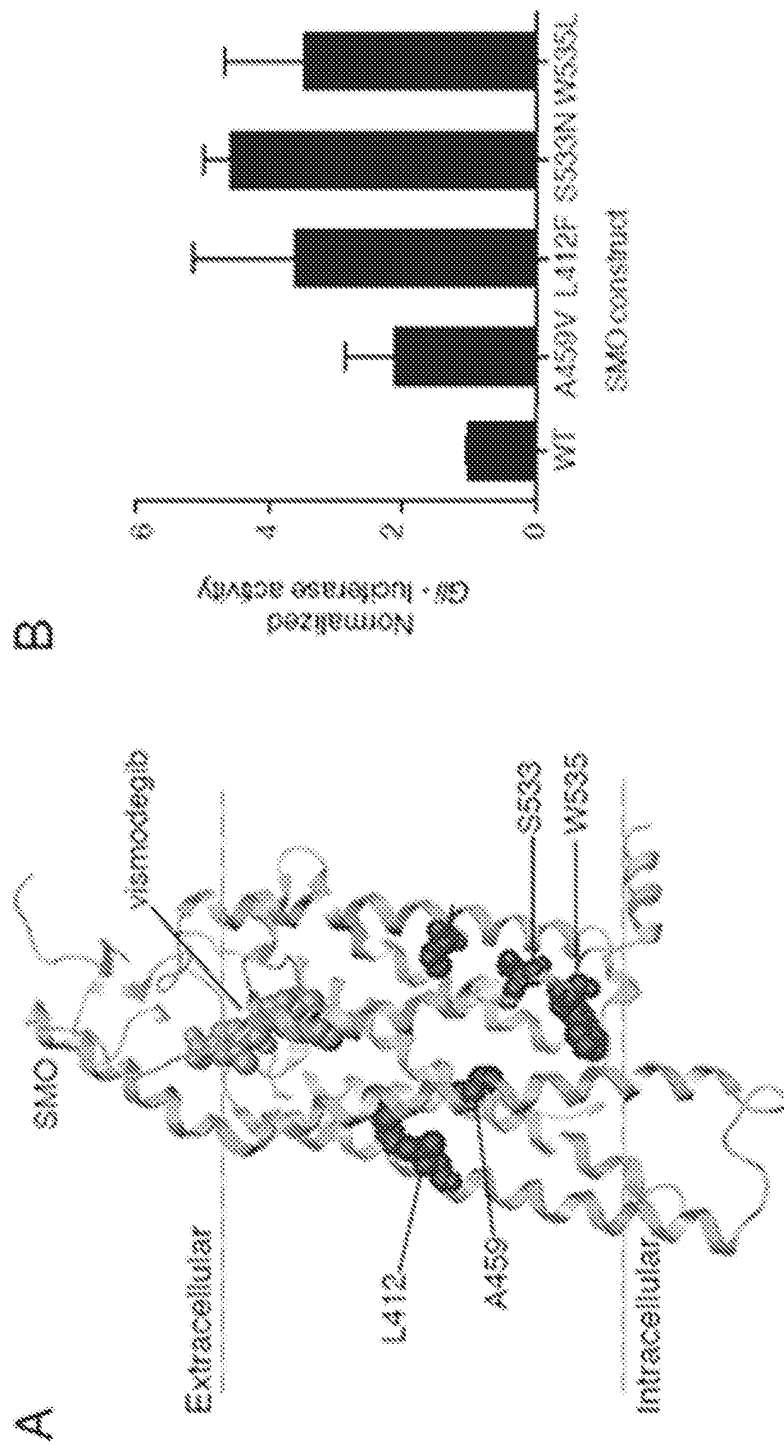 A
SMO
vismodegib
Extracellular
L412
A459
S533
W535
Intracellular
B
Normalized
Gli - luciferase activity
6
4
2
0
WT
A459V
L412F
S533N
W535L
SMO construct